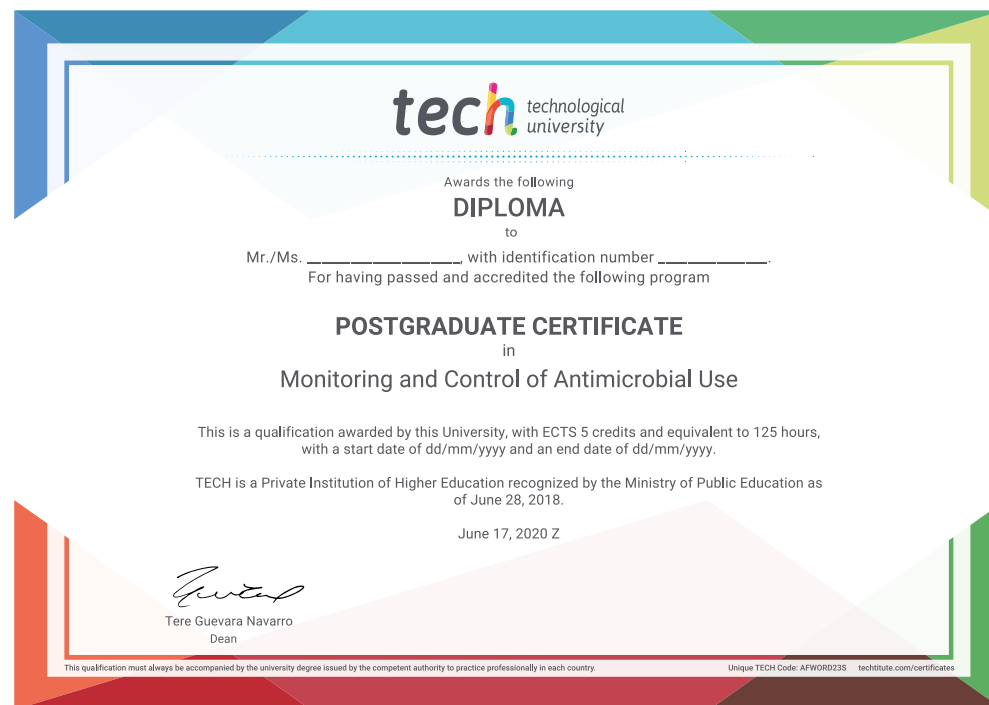 tech technological
university
Awards the following
DIPLOMA
to
Mr./Ms. ____________________, with identification number ______________.
For having passed and accredited the following program
POSTGRADUATE CERTIFICATE
in
Monitoring and Control of Antimicrobial Use
This is a qualification awarded by this University, with ECTS 5 credits and equivalent to 125 hours,
with a start date of dd/mm/yyyy and an end date of dd/mm/yyyy.
TECH is a Private Institution of Higher Education recognized by the Ministry of Public Education as
of June 28, 2018.
June 17, 2020 Z
Tere Guevara Navarro
Dean
This qualification must always be accompanied by the university degree issued by the competent authority to practice professionally in each country.
Unique TECH Code: AFWORD23S techtitute.com/certificates